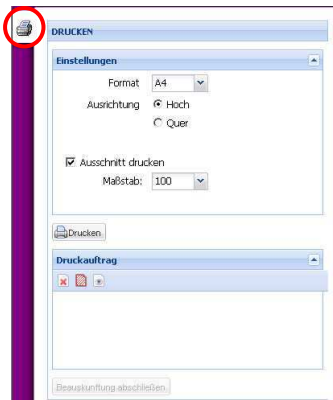 DRUCKEN
Einstellungen
Format A4
Ausrichtung Hoch
Quer
Ausschnitt drucken
Maßstab: 100
Drucken
Druckauftrag
Beauskunftung abschließen